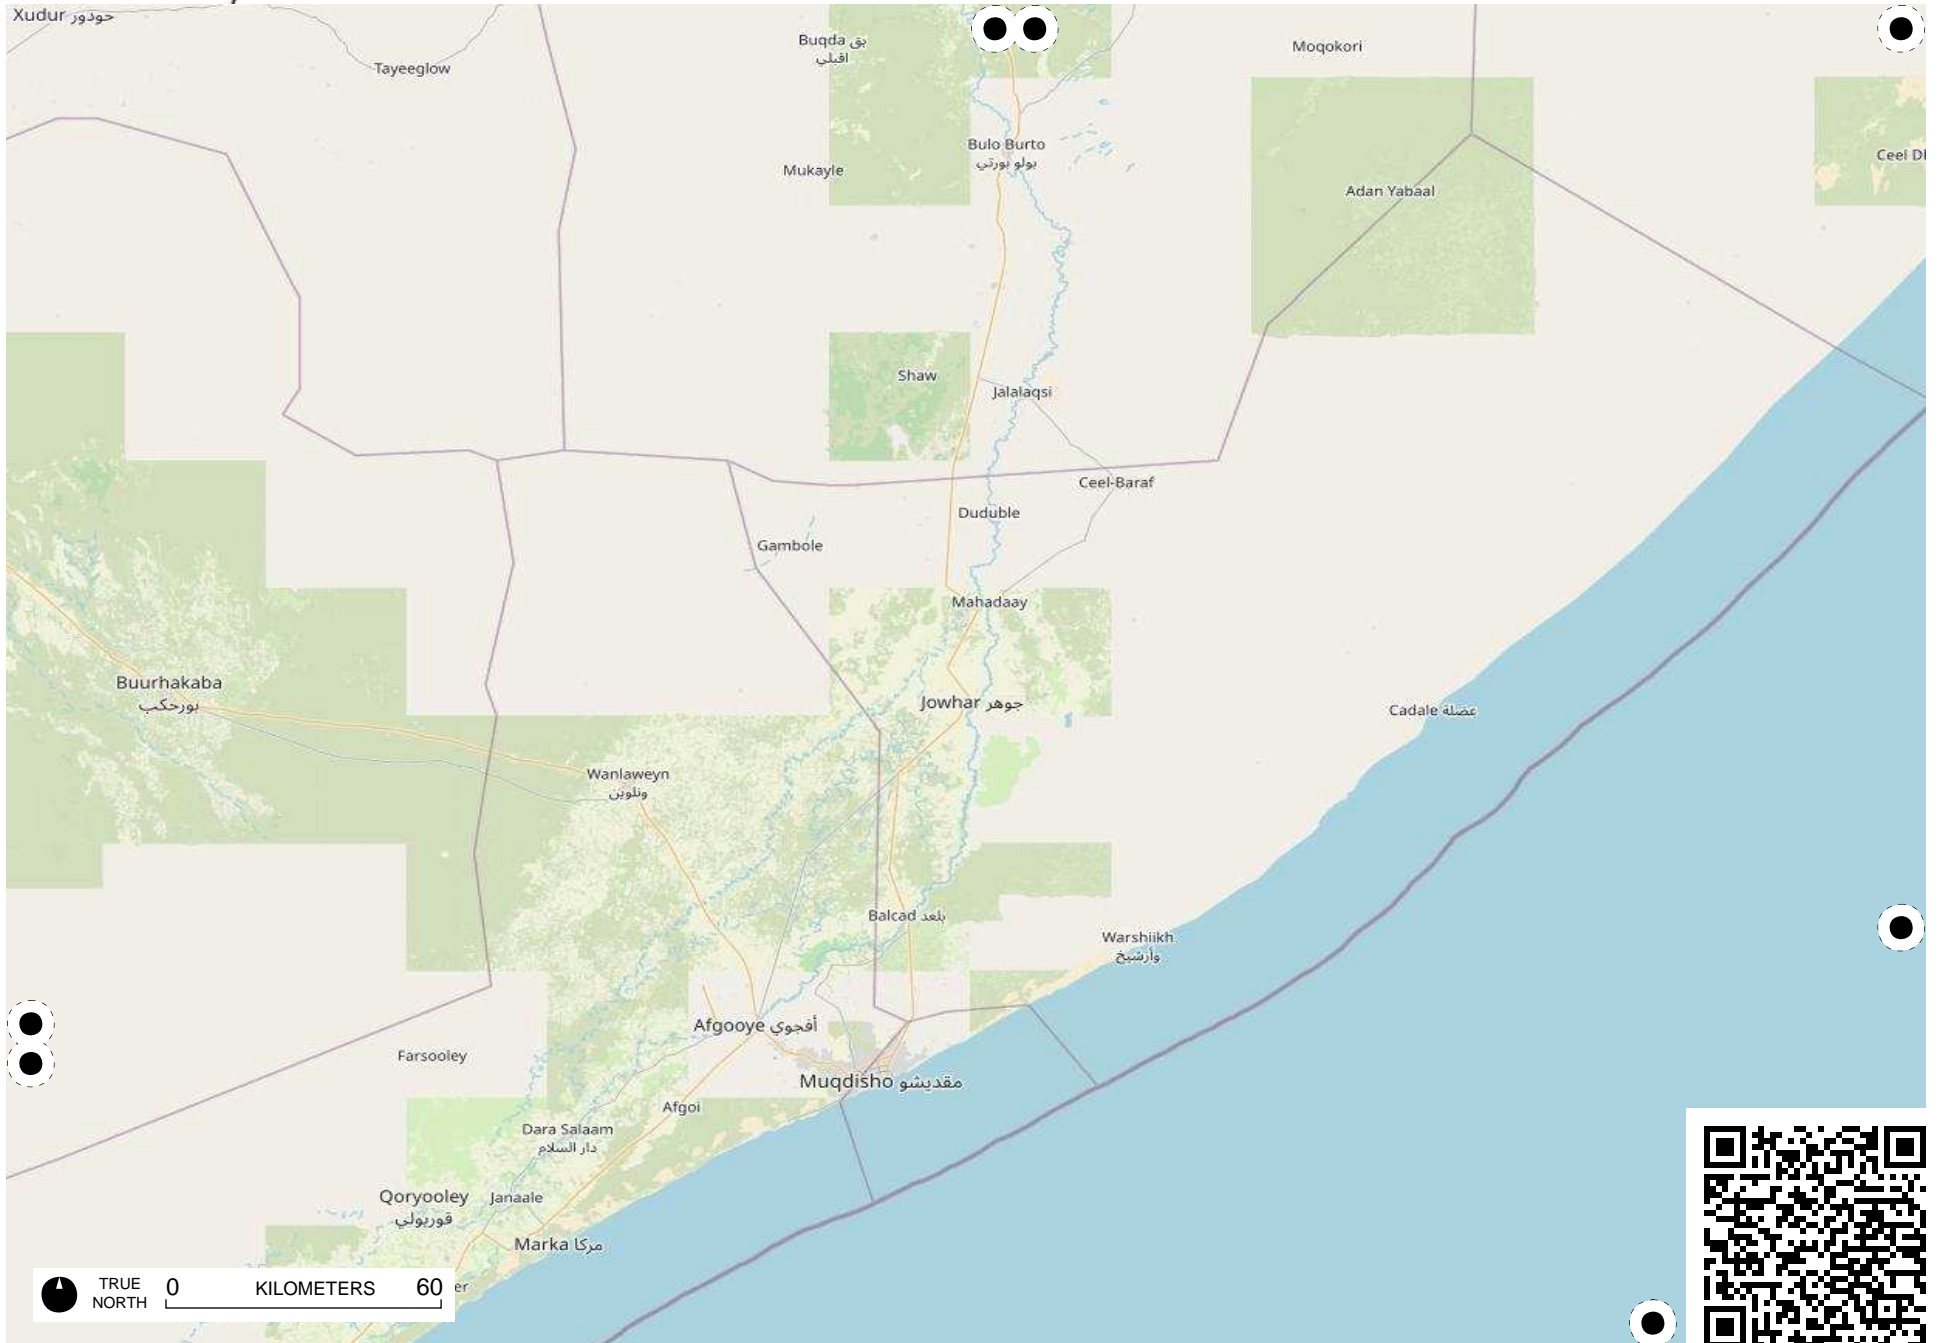 Xudur حودور
Tayeeglow
Buqda بق
اقبلي
Moqokori
Bulo Burto
بولو بورتي
Ceel
Mukayle
Adan Yabaal
Shaw
Jalalaqsi
Ceel-Baraf
Duduble
Gambole
Mahadaay
Buurhakaba
بورحكب
Jowhar جوهر
Cadale عضلة
Wanlaweyn
ونلوين
Balcad بلعد
Warshiikh
وأرشيخ
Afgooye أفجوي
Farsooley
Muqdisho مقديشو
Afgoi
Dara Salaam
دار السلام
Qoryooley
قوريولي
Janaale
Marka مركا
er
TRUE
NORTH
0 KILOMETERS 60